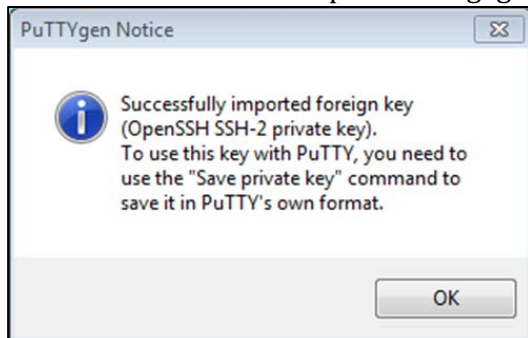 PuTTYgen Notice
Successfully imported foreign key
(OpenSSH SSH-2 private key).
To use this key with PuTTY, you need to
use the "Save private key" command to
save it in PuTTY's own format.
OK